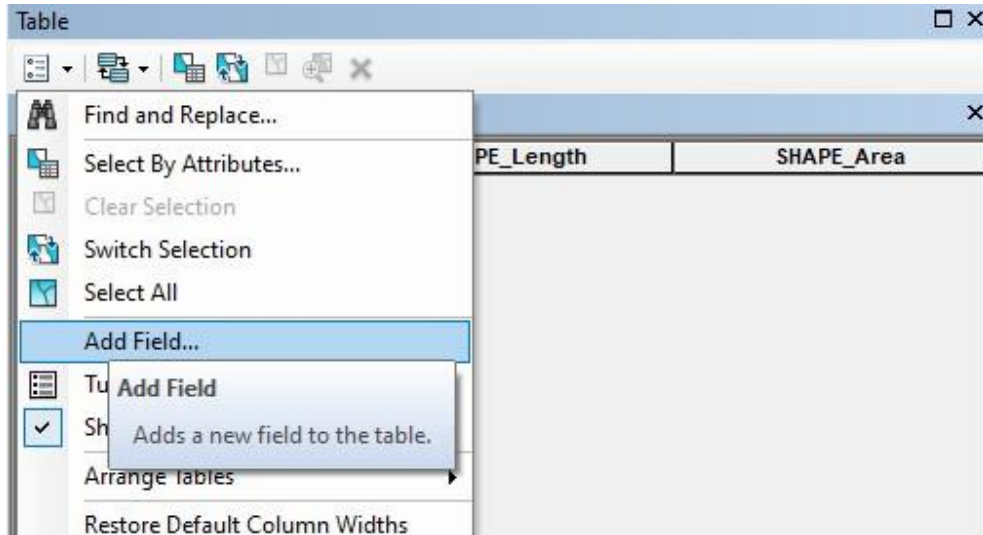 Table
Find and Replace...
PE_Length SHAPE_Area
Select By Attributes...
Clear Selection
Switch Selection
Select All
Add Field...
Tu
Add Field
Sh
Adds a new field to the table.
Arrange Tables
Restore Default Column Widths